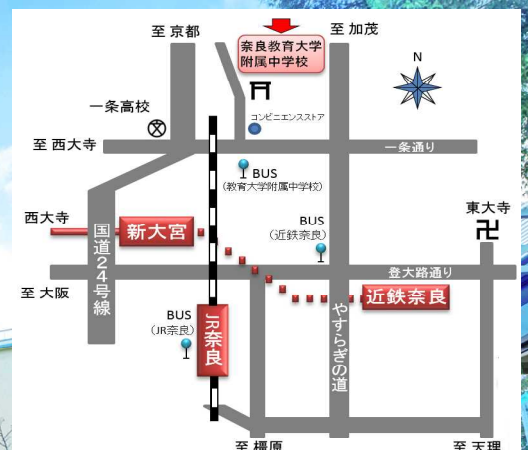 至 京都
奈良教育大学
附属中学校
至 加茂
N
一条高校
コンビニエンスストア
至 西大寺
一条通り
BUS
(教育大学附属中学校)
西大寺
新大宮
国道24号線
BUS
(近鉄奈良)
東大寺
登大路通り
至 大阪
近鉄奈良
BUS
(JR奈良)
JR奈良
やすらぎの道
至 橿原
至 天理